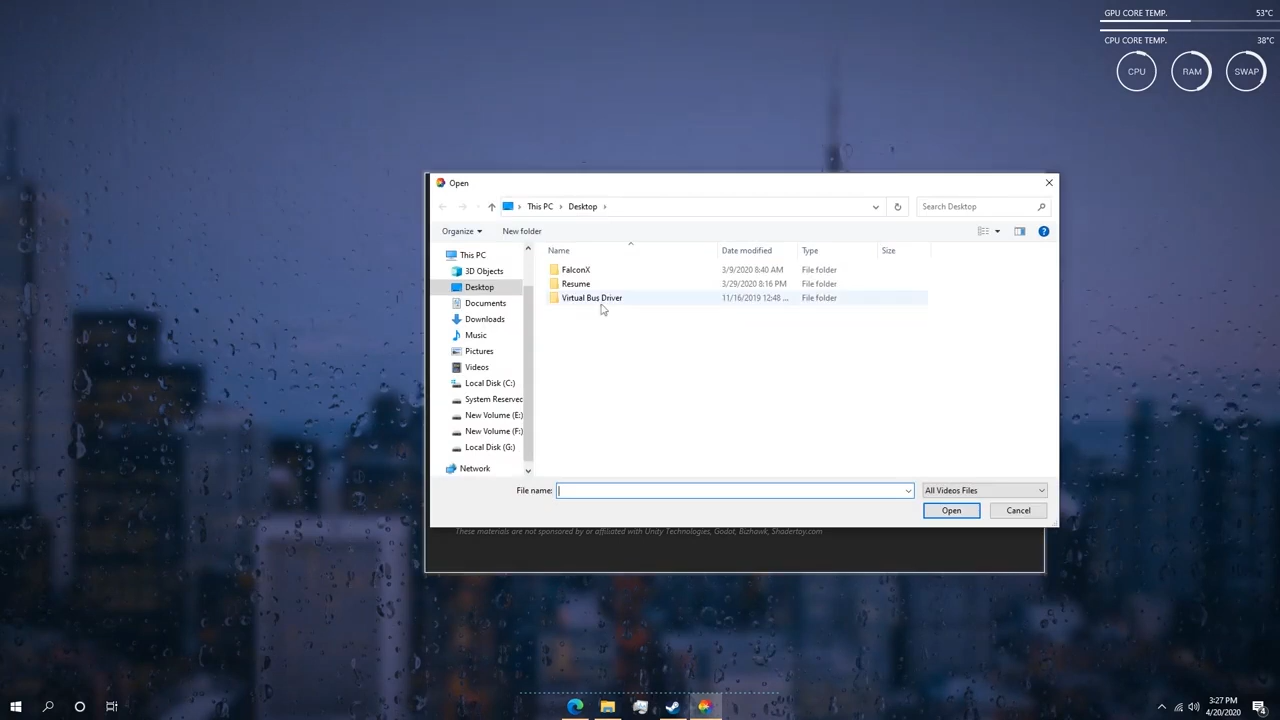 GPU CORE TEMP. 53°C
CPU CORE TEMP. 38°C
CPU RAM SWAP
Open
This PC > Desktop >
Search Desktop
Organize New folder
Name Date modified Type Size
FalconX 3/9/2020 8:40 AM File folder
Resume 3/29/2020 8:16 PM File folder
Virtual Bus Driver 11/16/2019 12:48 ... File folder
This PC
3D Objects
Desktop
Documents
Downloads
Music
Pictures
Videos
Local Disk (C:)
System Reserved
New Volume (E:)
New Volume (F:)
Local Disk (G:)
Network
File name: All Videos Files
Open Cancel
These materials are not sponsored by or affiliated with Unity Technologies, Godot, Bizhawk, Shadertoy.com
3:27 PM
4/20/2020